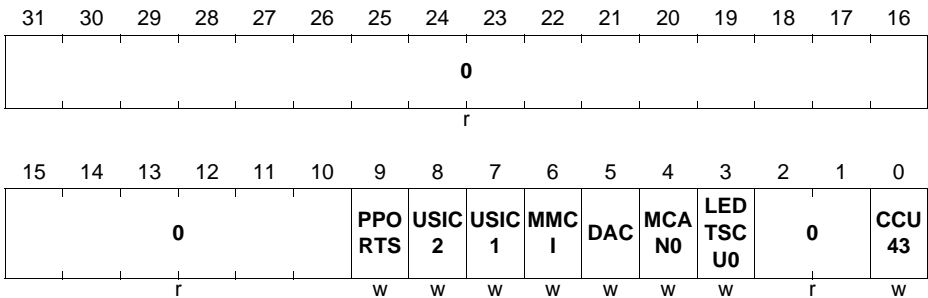 31 30 29 28 27 26 25 24 23 22 21 20 19 18 17 16
0
r
15 14 13 12 11 10 9 8 7 6 5 4 3 2 1 0
0 PPO RTS USIC 2 USIC 1 MMC I DAC MCA N0 LED TSC U0 0 CCU 43
r w w w w w w w r w